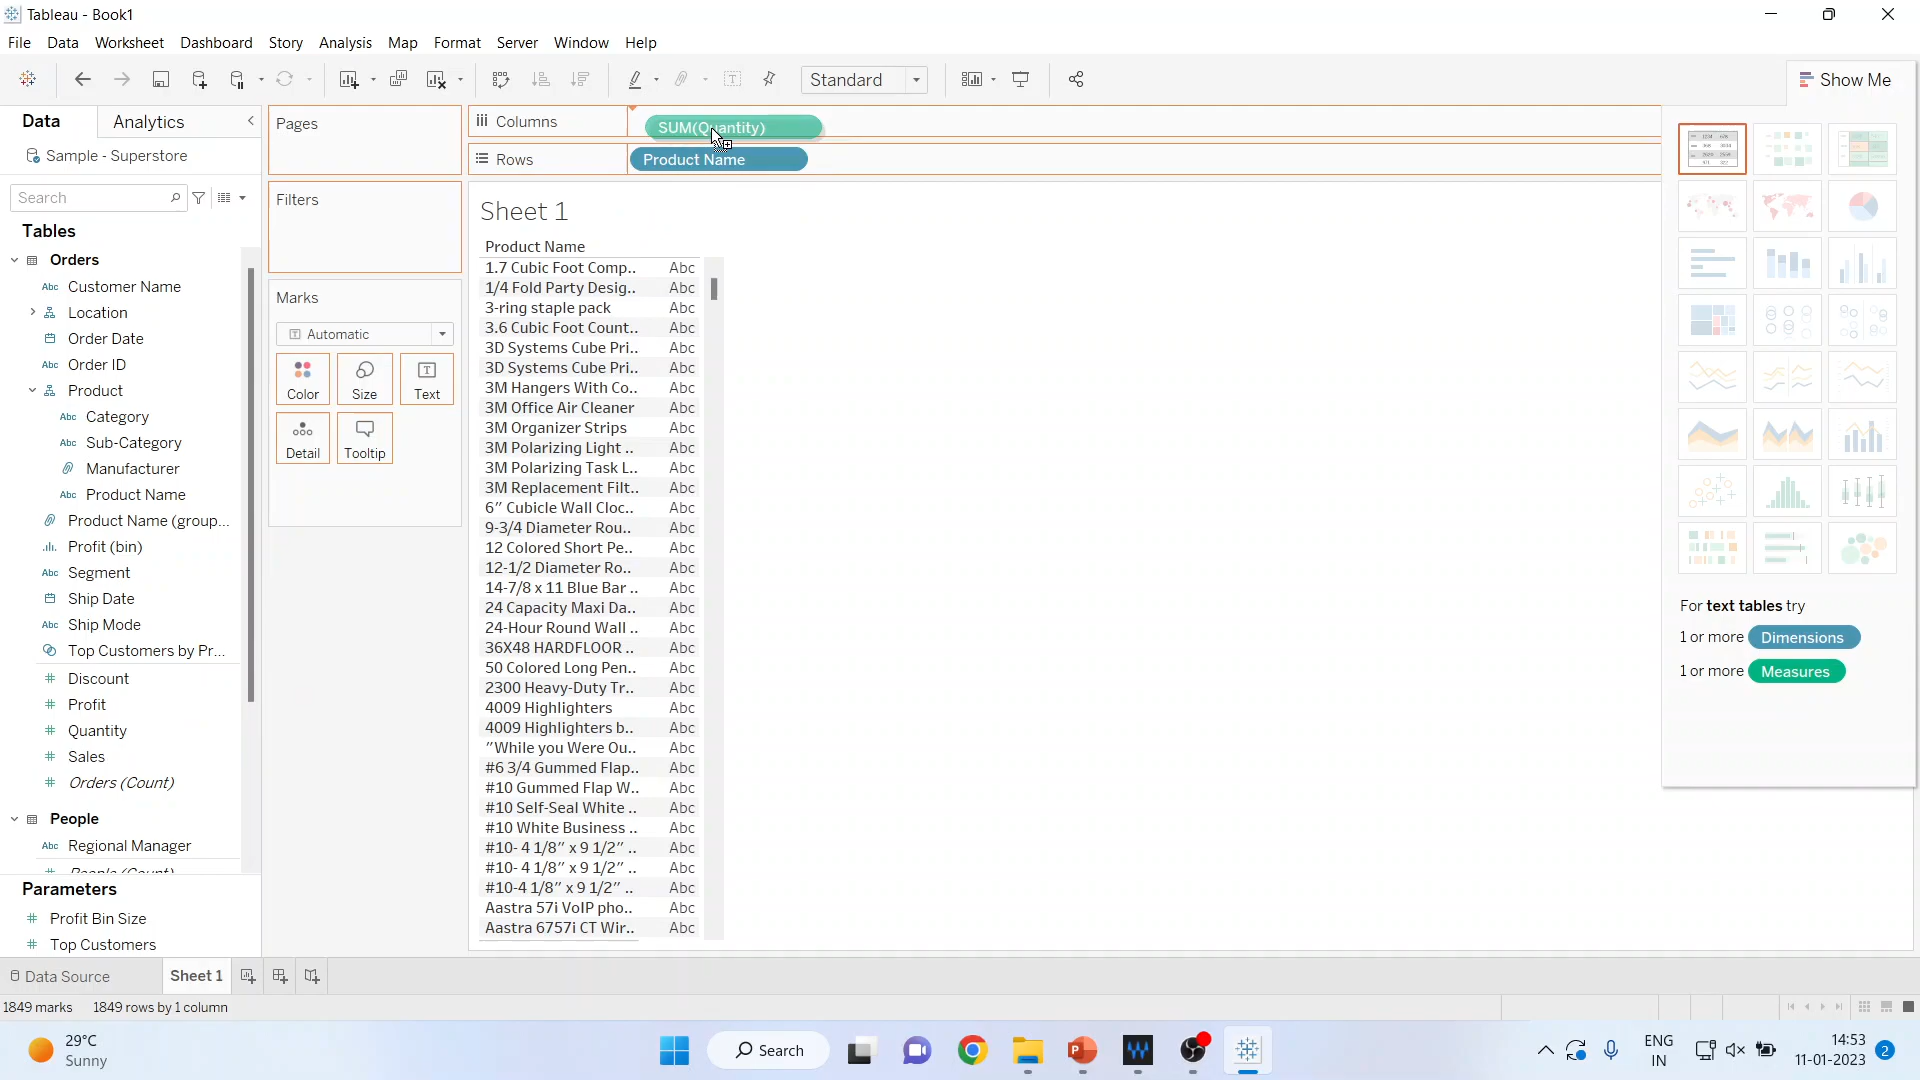 Tableau - Book1
File Data Worksheet Dashboard Story Analysis Map Format Server Window Help
Standard
Show Me
Data Analytics
Sample - Superstore
Search
Tables
Orders
Customer Name
Location
Order Date
Order ID
Product
Category
Sub-Category
Manufacturer
Product Name
Product Name (group...
Profit (bin)
Segment
Ship Date
Ship Mode
Top Customers by Pr...
Discount
Profit
Quantity
Sales
Orders (Count)
People
Regional Manager
People (Count)
Parameters
Profit Bin Size
Top Customers
Pages
Filters
Marks
Automatic
Color Size Text
Detail Tooltip
Columns SUM(Quantity)
Rows Product Name
Sheet 1
Product Name
1.7 Cubic Foot Comp.. Abc
1/4 Fold Party Desig.. Abc
3-ring staple pack Abc
3.6 Cubic Foot Count.. Abc
3D Systems Cube Pri.. Abc
3D Systems Cube Pri.. Abc
3M Hangers With Co.. Abc
3M Office Air Cleaner Abc
3M Organizer Strips Abc
3M Polarizing Light .. Abc
3M Polarizing Task L.. Abc
3M Replacement Filt.. Abc
6" Cubicle Wall Cloc.. Abc
9-3/4 Diameter Rou.. Abc
12 Colored Short Pe.. Abc
12-1/2 Diameter Ro.. Abc
14-7/8 x 11 Blue Bar .. Abc
24 Capacity Maxi Da.. Abc
24-Hour Round Wall .. Abc
36X48 HARDFLOOR .. Abc
50 Colored Long Pen.. Abc
2300 Heavy-Duty Tr.. Abc
4009 Highlighters Abc
4009 Highlighters b.. Abc
"While you Were Ou.. Abc
#6 3/4 Gummed Flap.. Abc
#10 Gummed Flap W.. Abc
#10 Self-Seal White .. Abc
#10 White Business .. Abc
#10- 4 1/8" x 9 1/2" .. Abc
#10- 4 1/8" x 9 1/2" .. Abc
#10-4 1/8" x 9 1/2" .. Abc
Aastra 57i VoIP pho.. Abc
Aastra 6757i CT Wir.. Abc
For text tables try
1 or more Dimensions
1 or more Measures
Data Source Sheet 1
1849 marks 1849 rows by 1 column
29°C
Sunny
Search
ENG
IN
14:53
11-01-2023
2